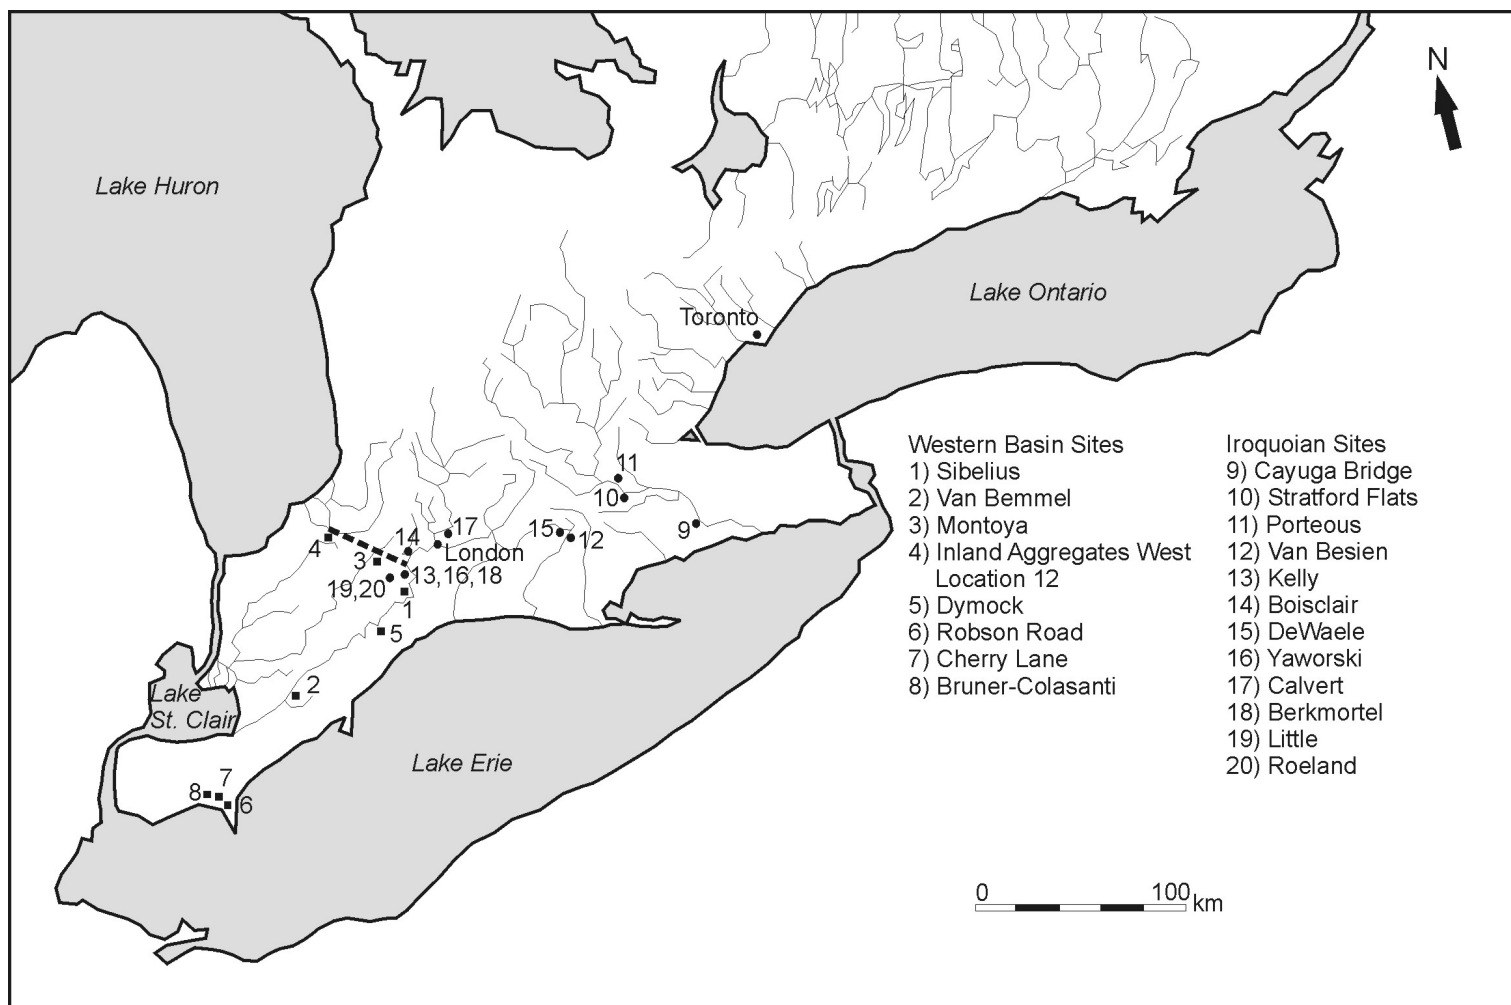 N
Lake Huron
Lake Ontario
Toronto
Western Basin Sites
1) Sibelius
2) Van Bemmel
3) Montoya
4) Inland Aggregates West
Location 12
5) Dymock
6) Robson Road
7) Cherry Lane
8) Bruner-Colasanti
Iroquoian Sites
9) Cayuga Bridge
10) Stratford Flats
11) Porteous
12) Van Besien
13) Kelly
14) Boisclair
15) DeWaele
16) Yaworski
17) Calvert
18) Berkmortel
19) Little
20) Roeland
11
10
9
17
15
12
14
London
4
3
13, 16, 18
19,20
1
5
2
Lake
St. Clair
Lake Erie
7
8
6
0
100
km